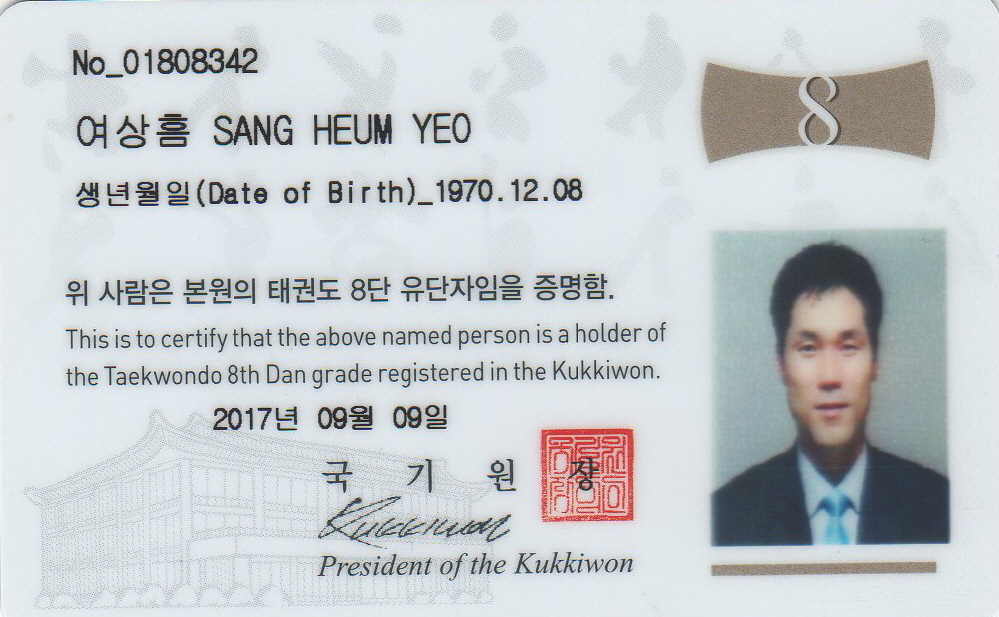 No_01808342
8
여상흠 SANG HEUM YEO
생년월일(Date of Birth)_1970.12.08
위 사람은 본원의 태권도 8단 유단자임을 증명함.
This is to certify that the above named person is a holder of
the Taekwondo 8th Dan grade registered in the Kukkiwon.
2017년 09월 09일
국 기 원 장
Kukkiwon
President of the Kukkiwon